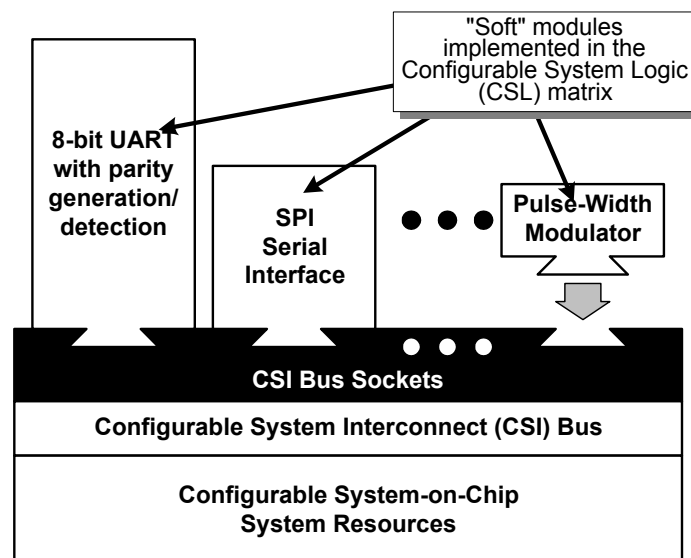 "Soft" modules
implemented in the
Configurable System Logic
(CSL) matrix
8-bit UART
with parity
generation/
detection
SPI
Serial
Interface
Pulse-Width
Modulator
CSI Bus Sockets
Configurable System Interconnect (CSI) Bus
Configurable System-on-Chip
System Resources